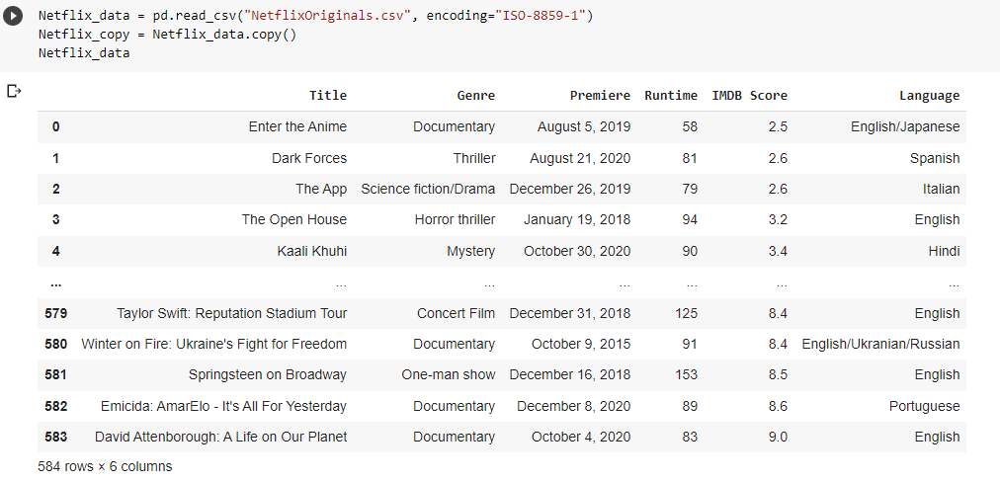 Netflix_data = pd.read_csv("NetflixOriginals.csv", encoding="ISO-8859-1")
Netflix_copy = Netflix_data.copy()
Netflix_data
Title Genre Premiere Runtime IMDB Score Language
0 Enter the Anime Documentary August 5, 2019 58 2.5 English/Japanese
1 Dark Forces Thriller August 21, 2020 81 2.6 Spanish
2 The App Science fiction/Drama December 26, 2019 79 2.6 Italian
3 The Open House Horror thriller January 19, 2018 94 3.2 English
4 Kaali Khuhi Mystery October 30, 2020 90 3.4 Hindi
... ... ... ... ... ... ...
579 Taylor Swift: Reputation Stadium Tour Concert Film December 31, 2018 125 8.4 English
580 Winter on Fire: Ukraine's Fight for Freedom Documentary October 9, 2015 91 8.4 English/Ukranian/Russian
581 Springsteen on Broadway One-man show December 16, 2018 153 8.5 English
582 Emicida: AmarElo - It's All For Yesterday Documentary December 8, 2020 89 8.6 Portuguese
583 David Attenborough: A Life on Our Planet Documentary October 4, 2020 83 9.0 English
584 rows × 6 columns